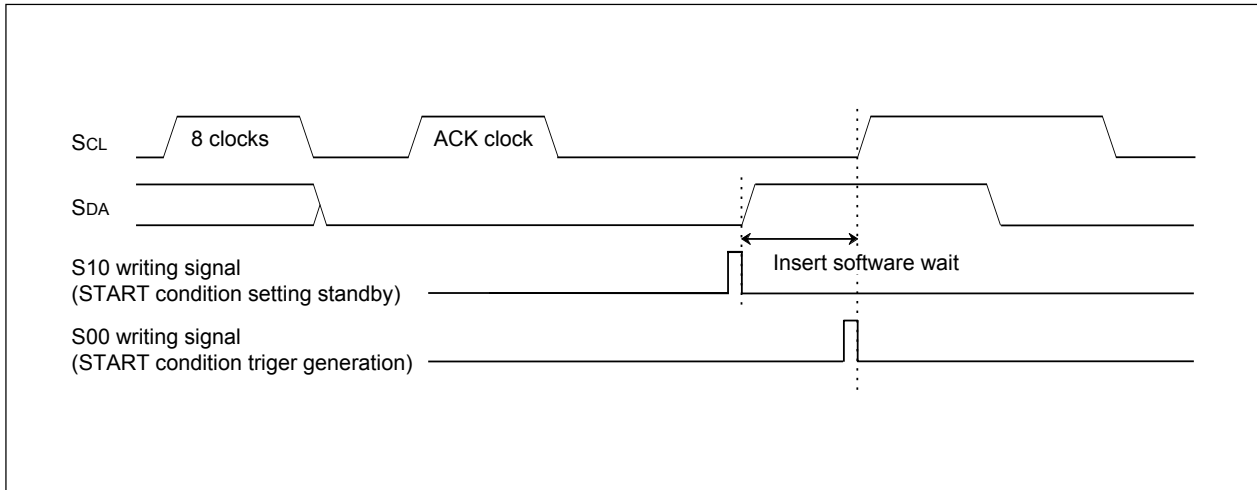 SCL
8 clocks
ACK clock
SDA
Insert software wait
S10 writing signal
(START condition setting standby)
S00 writing signal
(START condition triger generation)